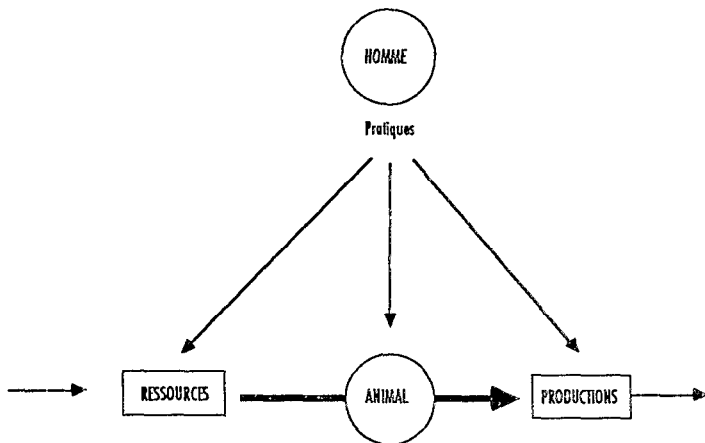 HOMME
Pratiques
RESSOURCES
ANIMAL
PRODUCTIONS